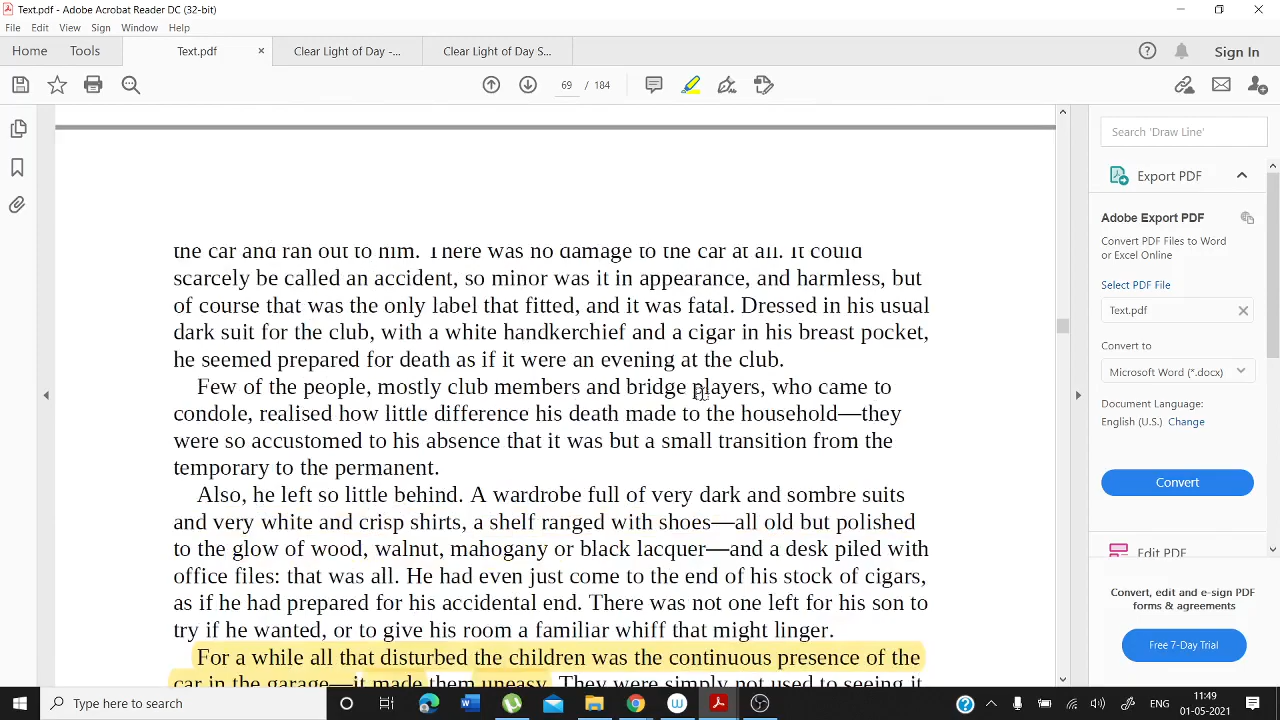 Text.pdf - Adobe Acrobat Reader DC (32-bit)
File Edit View Sign Window Help
Home Tools Text.pdf × Clear Light of Day -... Clear Light of Day S... Sign In
69 / 184
the car and ran out to him. There was no damage to the car at all. It could
scarcely be called an accident, so minor was it in appearance, and harmless, but
of course that was the only label that fitted, and it was fatal. Dressed in his usual
dark suit for the club, with a white handkerchief and a cigar in his breast pocket,
he seemed prepared for death as if it were an evening at the club.
Few of the people, mostly club members and bridge players, who came to
condole, realised how little difference his death made to the household—they
were so accustomed to his absence that it was but a small transition from the
temporary to the permanent.
Also, he left so little behind. A wardrobe full of very dark and sombre suits
and very white and crisp shirts, a shelf ranged with shoes—all old but polished
to the glow of wood, walnut, mahogany or black lacquer—and a desk piled with
office files: that was all. He had even just come to the end of his stock of cigars,
as if he had prepared for his accidental end. There was not one left for his son to
try if he wanted, or to give his room a familiar whiff that might linger.
For a while all that disturbed the children was the continuous presence of the
car in the garage—it made them uneasy. They were simply not used to seeing it
Search 'Draw Line'
Export PDF
Adobe Export PDF
Convert PDF Files to Word
or Excel Online
Select PDF File
Text.pdf
Convert to
Microsoft Word (*.docx)
Document Language:
English (U.S.) Change
Convert
Edit PDF
Convert, edit and e-sign PDF
forms & agreements
Free 7-Day Trial
Type here to search
ENG
11:49
01-05-2021